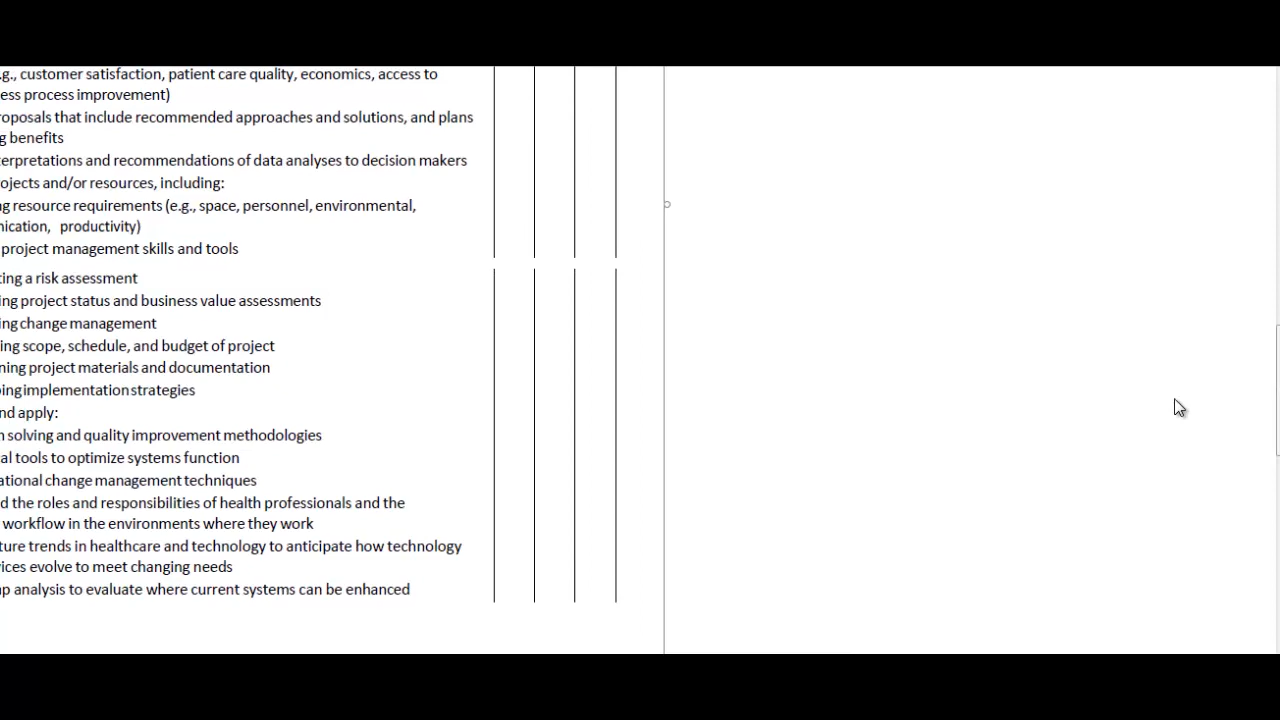 .g., customer satisfaction, patient care quality, economics, access to
ess process improvement)
roposals that include recommended approaches and solutions, and plans
g benefits
terpretations and recommendations of data analyses to decision makers
ojects and/or resources, including:
ng resource requirements (e.g., space, personnel, environmental,
nication, productivity)
project management skills and tools
ting a risk assessment
ing project status and business value assessments
ing change management
ing scope, schedule, and budget of project
ning project materials and documentation
ping implementation strategies
nd apply:
n solving and quality improvement methodologies
al tools to optimize systems function
ational change management techniques
d the roles and responsibilities of health professionals and the
workflow in the environments where they work
ture trends in healthcare and technology to anticipate how technology
vices evolve to meet changing needs
ap analysis to evaluate where current systems can be enhanced